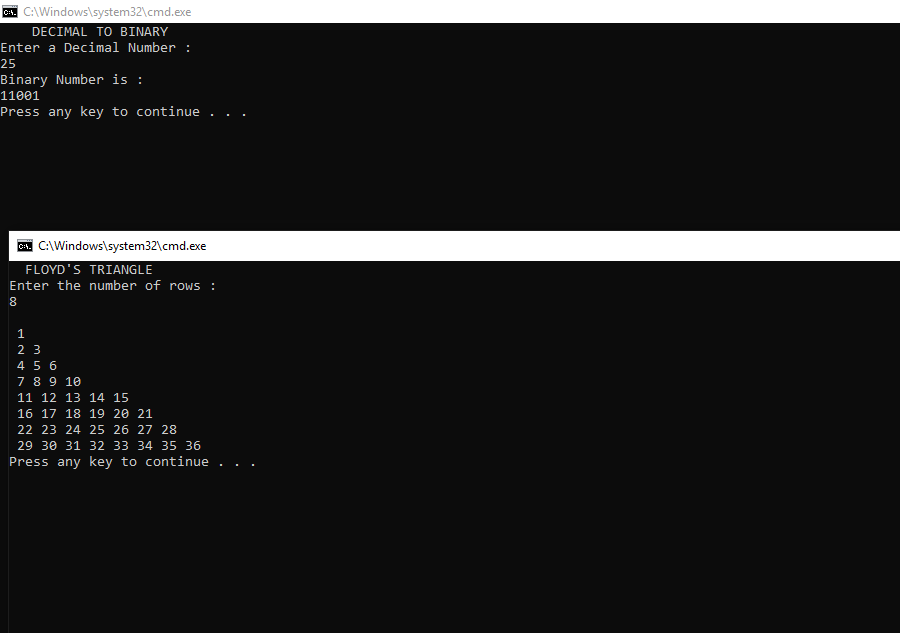 C:\Windows\system32\cmd.exe
DECIMAL TO BINARY
Enter a Decimal Number :
25
Binary Number is :
11001
Press any key to continue . . .
C:\Windows\system32\cmd.exe
FLOYD'S TRIANGLE
Enter the number of rows :
8
1
2 3
4 5 6
7 8 9 10
11 12 13 14 15
16 17 18 19 20 21
22 23 24 25 26 27 28
29 30 31 32 33 34 35 36
Press any key to continue . . .